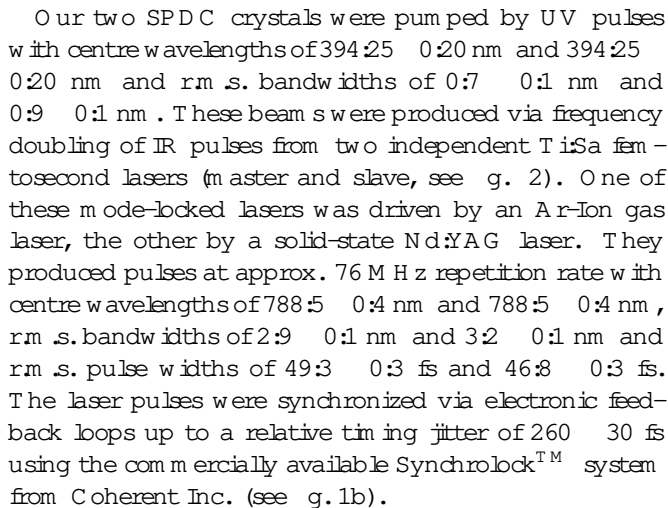 Our two SPDC crystals were pumped by UV pulses
with centre wavelengths of 394:25 0:20 nm and 394:25
0:20 nm and r.m.s. bandwidths of 0:7 0:1 nm and
0:9 0:1 nm. These beams were produced via frequency
doubling of IR pulses from two independent Ti:Sa fem-
tosecond lasers (master and slave, see g. 2). One of
these mode-locked lasers was driven by an Ar-Ion gas
laser, the other by a solid-state Nd:YAG laser. They
produced pulses at approx. 76 MHz repetition rate with
centre wavelengths of 788:5 0:4 nm and 788:5 0:4 nm,
r.m.s. bandwidths of 2:9 0:1 nm and 3:2 0:1 nm and
r.m.s. pulse widths of 49:3 0:3 fs and 46:8 0:3 fs.
The laser pulses were synchronized via electronic feed-
back loops up to a relative timing jitter of 260 30 fs
using the commercially available Synchrolock™ system
from Coherent Inc. (see g. 1b).